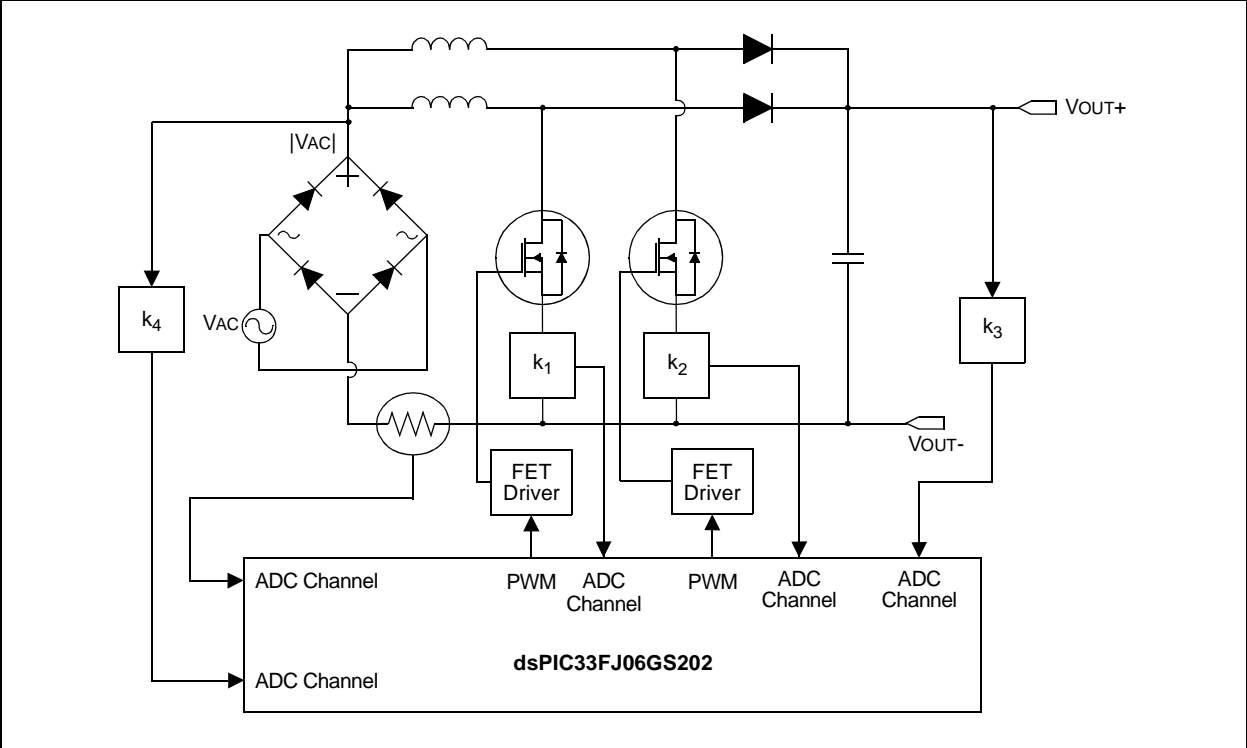 VOUT+
|VAC|
k4
VAC
k1
k2
k3
VOUT-
FET
Driver
FET
Driver
ADC Channel
PWM
ADC
Channel
PWM
ADC
Channel
ADC
Channel
dsPIC33FJ06GS202
ADC Channel